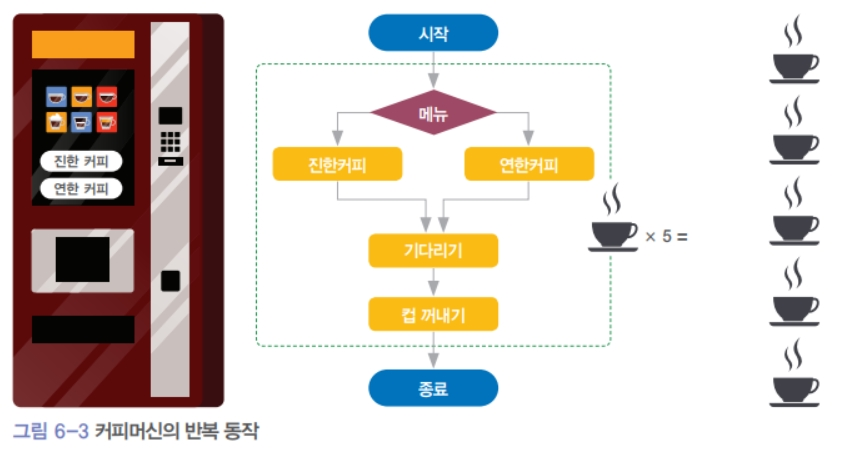 시작
메뉴
진한 커피
연한 커피
진한커피
연한커피
기다리기
× 5 =
컵 꺼내기
종료
그림 6-3 커피머신의 반복 동작